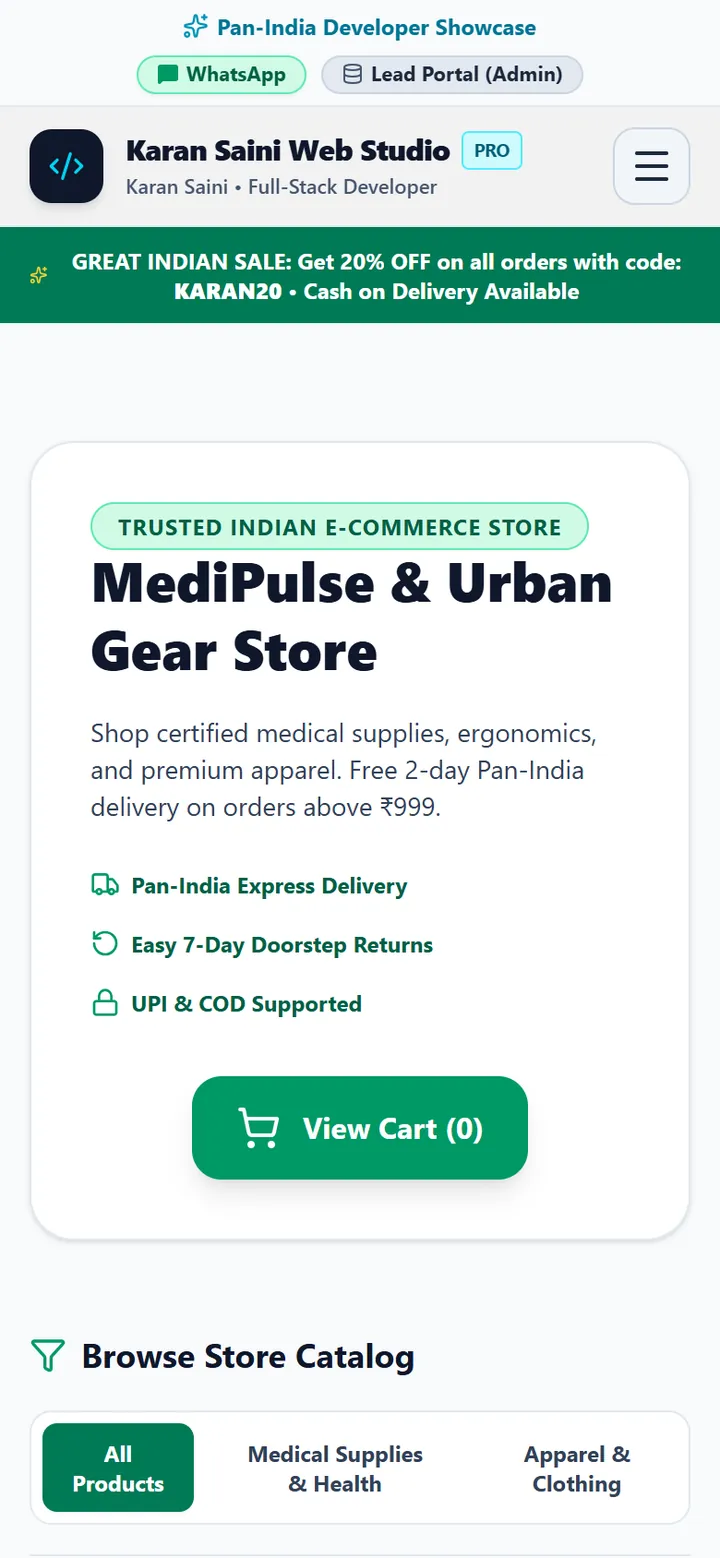 Pan-India Developer Showcase
WhatsApp
Lead Portal (Admin)
Karan Saini Web Studio PRO
Karan Saini • Full-Stack Developer
GREAT INDIAN SALE: Get 20% OFF on all orders with code:
KARAN20 • Cash on Delivery Available
TRUSTED INDIAN E-COMMERCE STORE
MediPulse & Urban
Gear Store
Shop certified medical supplies, ergonomics,
and premium apparel. Free 2-day Pan-India
delivery on orders above ₹999.
Pan-India Express Delivery
Easy 7-Day Doorstep Returns
UPI & COD Supported
View Cart (0)
Browse Store Catalog
All
Products
Medical Supplies
& Health
Apparel &
Clothing